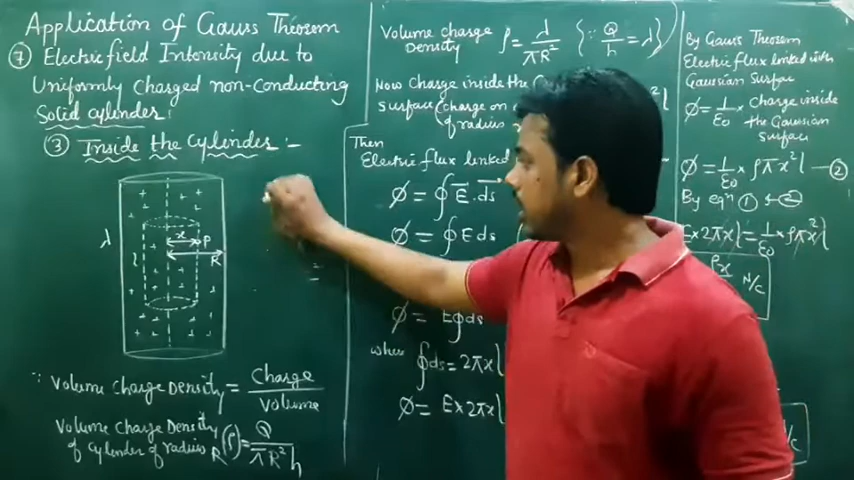 Application of Gauss Theorem
⑦ Electric field Intensity due to
Uniformly Charged non-Conducting
Solid cylinder:
③ Inside the Cylinder :-
λ
x
P
R
l
∵ Volume Charge Density = Charge / Volume
Volume Charge Density
of Cylinder of radius R (ρ) = Q / πR²h
Volume charge
Density ρ = λ / πR² {∵ Q/h = λ}
Now Charge inside the
Surface (charge on
of radius
Then
Electric flux linked
ϕ = ∮ E.ds
ϕ = ∮ E ds
ϕ = E∮ds
where ∮ds = 2πxl
ϕ = E×2πxl
By Gauss Theorem
Electric flux linked with
Gaussian Surface
ϕ = 1/ε₀ × Charge inside
the Gaussian
Surface
ϕ = 1/ε₀ × ρπx²l —②
By eqⁿ ① & ②
E×2πxl = 1/ε₀ × ρπx²l
ρx N/C